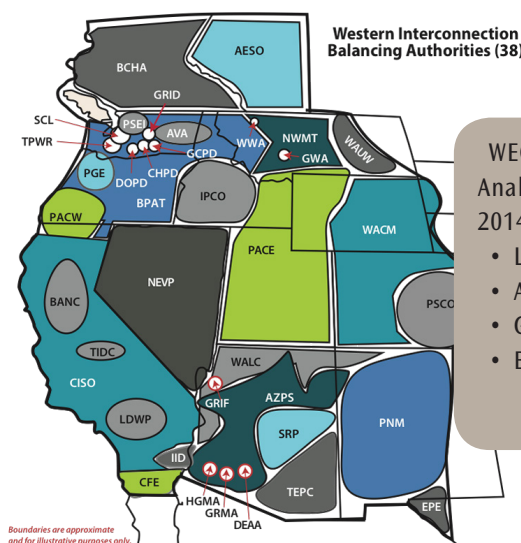 Western Interconnection
Balancing Authorities (38)
AESO
BCHA
GRID
SCL
PSEI
AVA
TPWR
WWA
NWMT
WAUW
GWA
GCPD
CHPD
DOPD
PGE
BPAT
IPCO
PACW
PACE
WACM
NEVP
BANC
PSCO
TIDC
CISO
WALC
GRIF
AZPS
LDWP
SRP
PNM
IID
CFE
TEPC
HGMA
GRMA
DEAA
EPE
2014
•
•
•
•
Boundaries are approximate
and for illustrative purposes only.